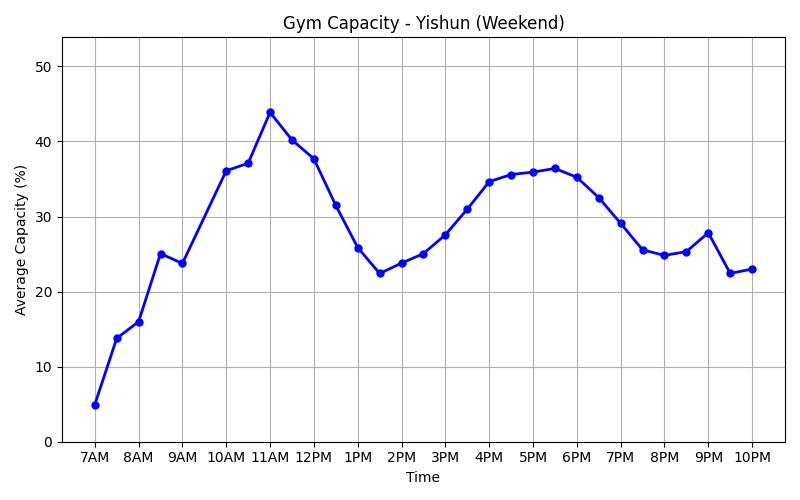 Gym Capacity - Yishun (Weekend)
Average Capacity (%)
50
40
30
20
10
0
7AM 8AM 9AM 10AM 11AM 12PM 1PM 2PM 3PM 4PM 5PM 6PM 7PM 8PM 9PM 10PM
Time